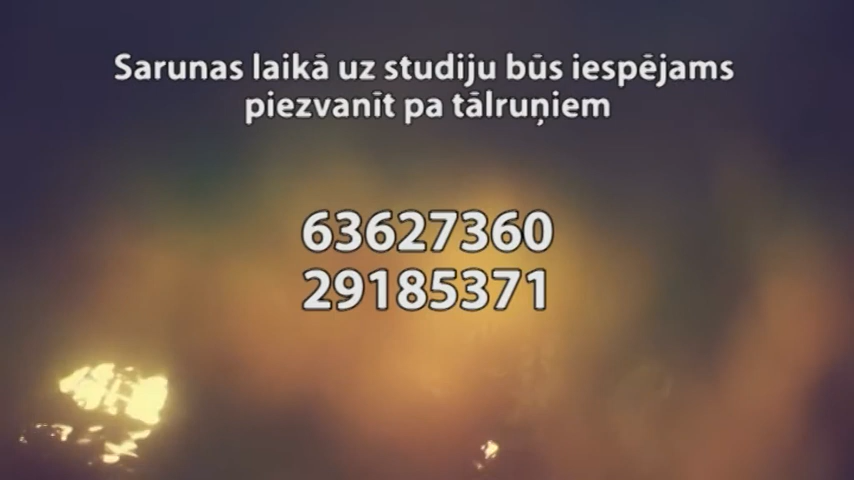 Sarunas laikā uz studiju būs iespējams
piezvanīt pa tālruņiem
63627360
29185371